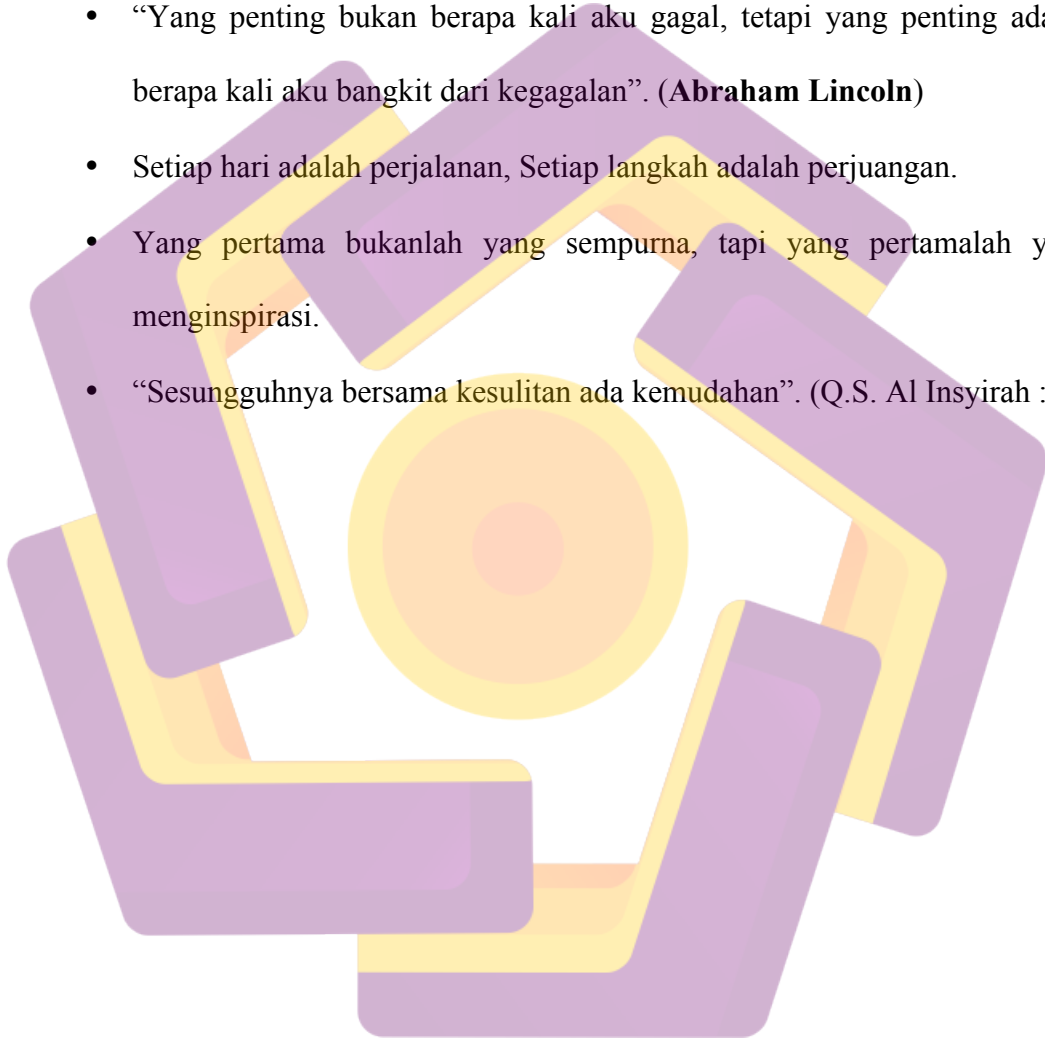 • “Yang penting bukan berapa kali aku gagal, tetapi yang penting ada
berapa kali aku bangkit dari kegagalan”. (Abraham Lincoln)
• Setiap hari adalah perjalanan, Setiap langkah adalah perjuangan.
• Yang pertama bukanlah yang sempurna, tapi yang pertamalah y
menginspirasi.
• “Sesungguhnya bersama kesulitan ada kemudahan”. (Q.S. Al Insyirah :